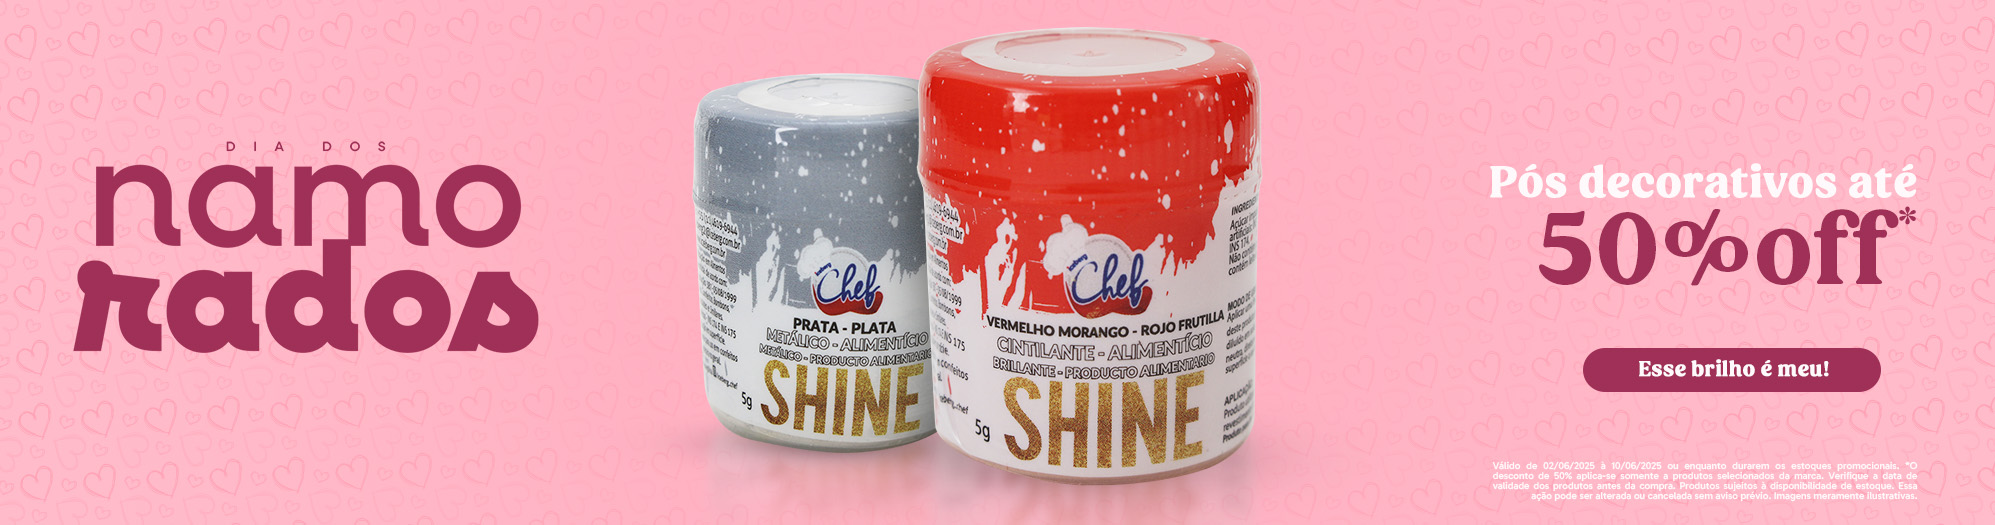 DIA DOS
namo
rados
PRATA - PLATA
METÁLICO - ALIMENTÍCIO
METÁLICO - PRODUCTO ALIMENTARIO
SHINE
5g
Iceberg
Chef
VERMELHO MORANGO - ROJO FRUTILLA
CINTILANTE - ALIMENTÍCIO
BRILLANTE - PRODUCTO ALIMENTARIO
SHINE
5g
Iceberg
Chef
Pós decorativos até
50%off*
Esse brilho é meu!
Válido de 02/06/2025 à 10/06/2025 ou enquanto durarem os estoques promocionais. *O
desconto de 50% aplica-se somente a produtos selecionados da marca. Verifique a data de
validade dos produtos antes da compra. Produtos sujeitos à disponibilidade de estoque. Essa
ação pode ser alterada ou cancelada sem aviso prévio. Imagens meramente ilustrativas.